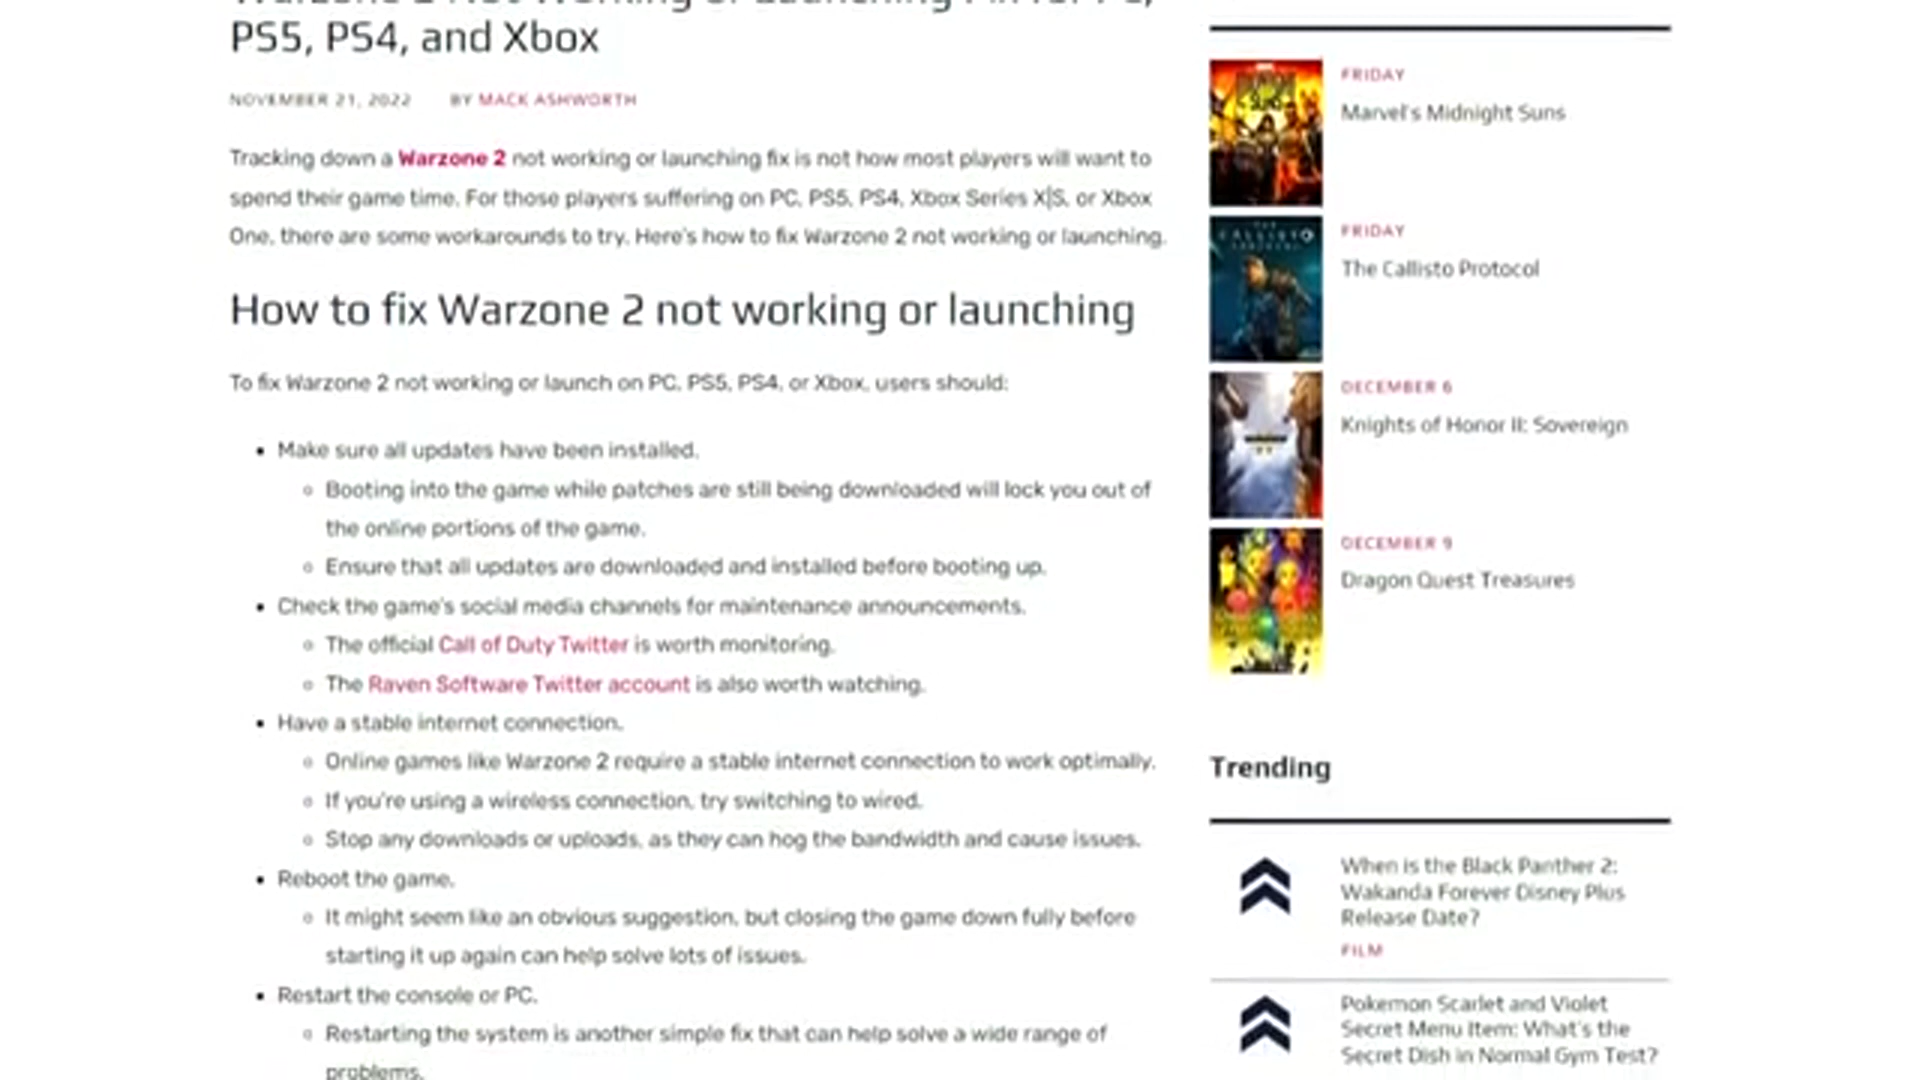 PS5, PS4, and Xbox
NOVEMBER 21, 2022 BY MACK ASHWORTH
Tracking down a Warzone 2 not working or launching fix is not how most players will want to
spend their game time. For those players suffering on PC, PS5, PS4, Xbox Series X|S, or Xbox
One, there are some workarounds to try. Here's how to fix Warzone 2 not working or launching.
How to fix Warzone 2 not working or launching
To fix Warzone 2 not working or launch on PC, PS5, PS4, or Xbox, users should:
• Make sure all updates have been installed.
◦ Booting into the game while patches are still being downloaded will lock you out of
the online portions of the game.
◦ Ensure that all updates are downloaded and installed before booting up.
• Check the game's social media channels for maintenance announcements.
◦ The official Call of Duty Twitter is worth monitoring.
◦ The Raven Software Twitter account is also worth watching.
• Have a stable internet connection.
◦ Online games like Warzone 2 require a stable internet connection to work optimally.
◦ If you're using a wireless connection, try switching to wired.
◦ Stop any downloads or uploads, as they can hog the bandwidth and cause issues.
• Reboot the game.
◦ It might seem like an obvious suggestion, but closing the game down fully before
starting it up again can help solve lots of issues.
• Restart the console or PC.
◦ Restarting the system is another simple fix that can help solve a wide range of
problems.
FRIDAY
Marvel's Midnight Suns
FRIDAY
The Callisto Protocol
DECEMBER 6
Knights of Honor II: Sovereign
DECEMBER 9
Dragon Quest Treasures
Trending
When is the Black Panther 2:
Wakanda Forever Disney Plus
Release Date?
FILM
Pokemon Scarlet and Violet
Secret Menu Item: What's the
Secret Dish in Normal Gym Test?